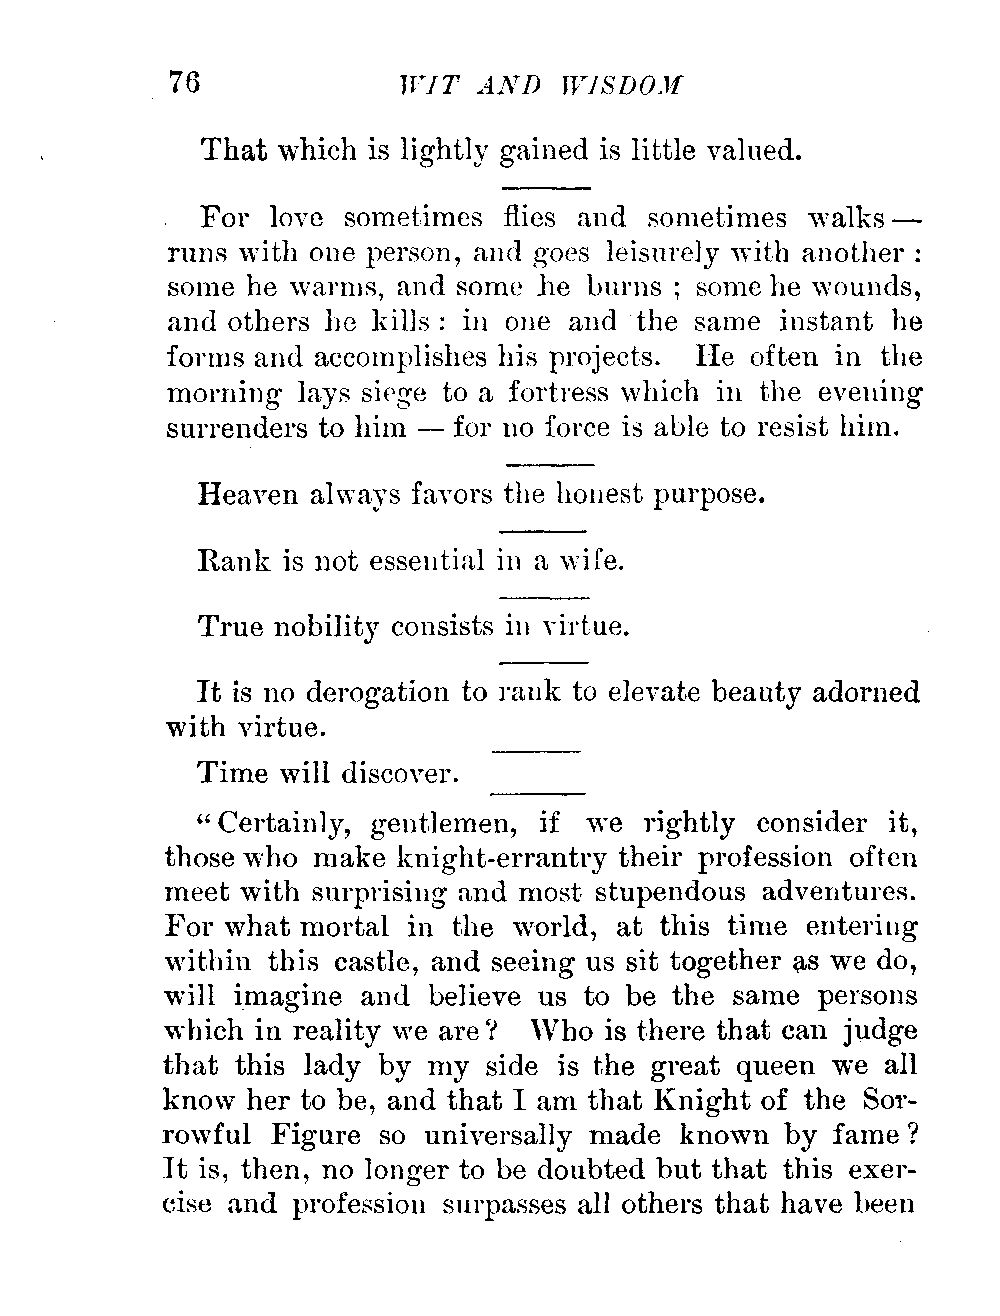 76 WIT AND WISDOM
That which is lightly gained is little valued.
For love sometimes flies and sometimes walks —
runs with one person, and goes leisurely with another :
some he warms, and some he burns ; some he wounds,
and others he kills : in one and the same instant he
forms and accomplishes his projects. He often in the
morning lays siege to a fortress which in the evening
surrenders to him — for no force is able to resist him.
Heaven always favors the honest purpose.
Rank is not essential in a wife.
True nobility consists in virtue.
It is no derogation to rank to elevate beauty adorned
with virtue.
Time will discover.
“ Certainly, gentlemen, if we rightly consider it,
those who make knight-errantry their profession often
meet with surprising and most stupendous adventures.
For what mortal in the world, at this time entering
within this castle, and seeing us sit together as we do,
will imagine and believe us to be the same persons
which in reality we are ? Who is there that can judge
that this lady by my side is the great queen we all
know her to be, and that I am that Knight of the Sor-
rowful Figure so universally made known by fame ?
It is, then, no longer to be doubted but that this exer-
cise and profession surpasses all others that have been